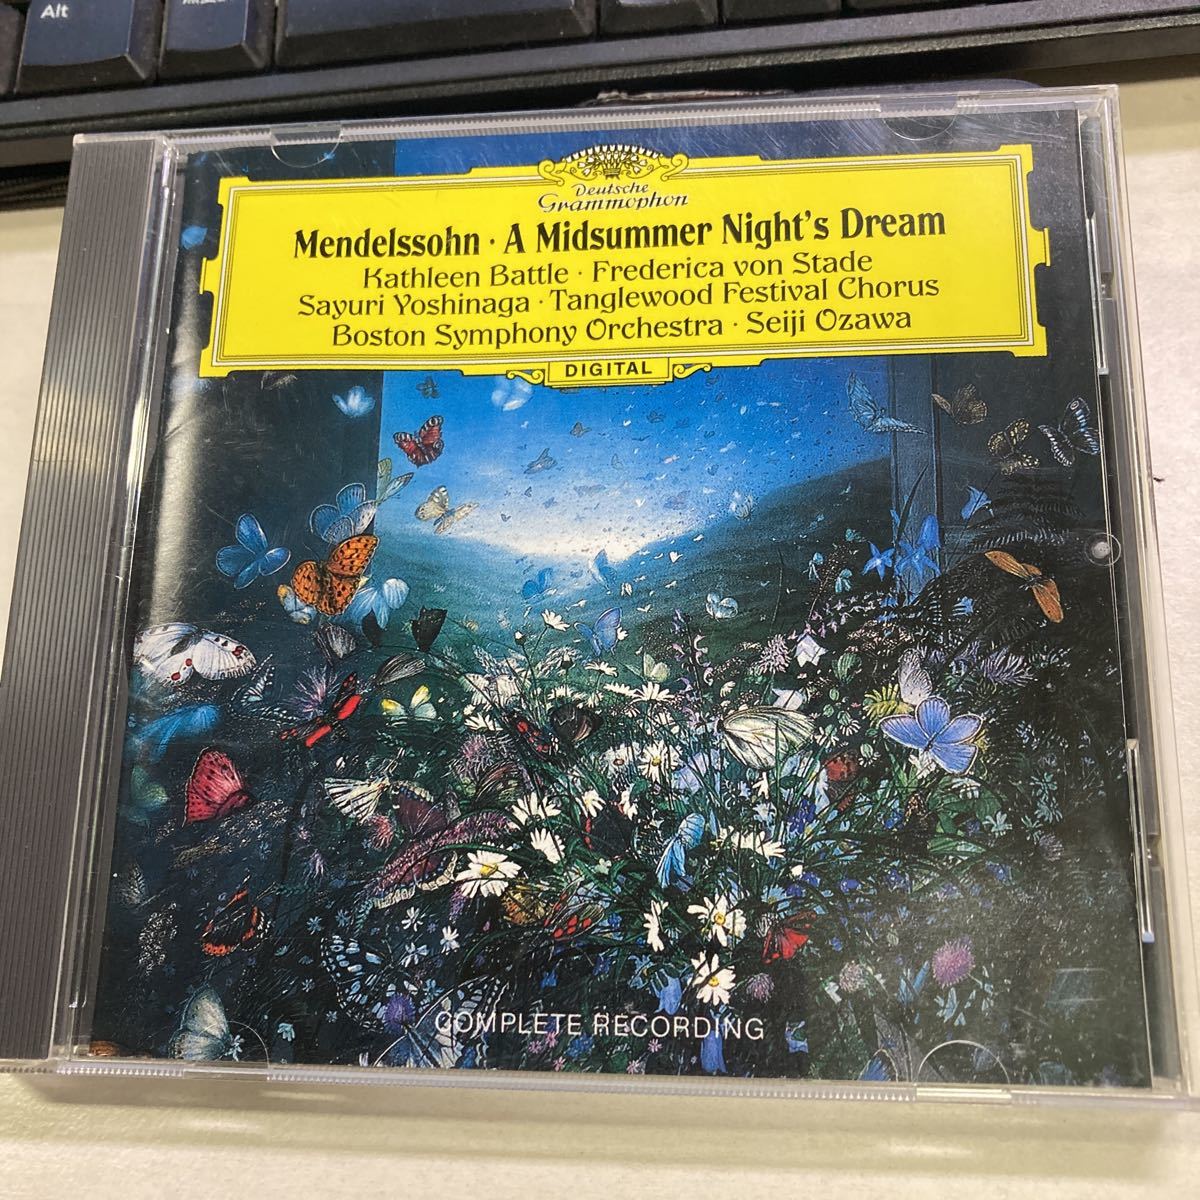 Alt
Deutsche
Grammophon
Mendelssohn · A Midsummer Night's Dream
Kathleen Battle · Frederica von Stade
Sayuri Yoshinaga · Tanglewood Festival Chorus
Boston Symphony Orchestra · Seiji Ozawa
DIGITAL
COMPLETE RECORDING